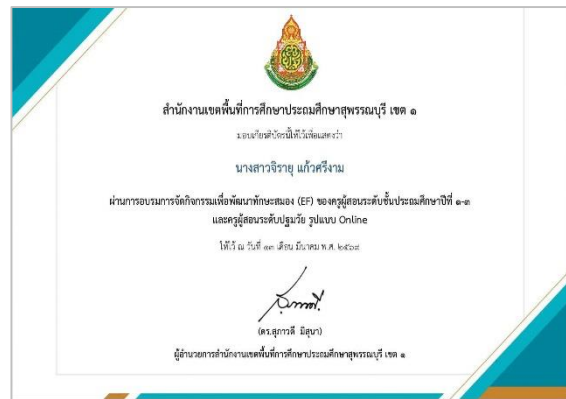 สำนักงานเขตพื้นที่การศึกษาประถมศึกษาสุพรรณบุรี เขต ๑
มอบเกียรติบัตรนี้ให้ไว้เพื่อแสดงว่า
นางสาวจิรายุ แก้วศรีงาม
ผ่านการอบรมการจัดกิจกรรมเพื่อพัฒนาทักษะสมอง (EF) ของครูผู้สอนระดับชั้นประถมศึกษาปีที่ ๑-๓
และครูผู้สอนระดับปฐมวัย รูปแบบ Online
ให้ไว้ ณ วันที่ ๑๓ เดือน มีนาคม พ.ศ.
(ดร.สุภาวดี มีสุนา)
ผู้อำนวยการสำนักงานเขตพื้นที่การศึกษาประถมศึกษาสุพรรณบุรี เขต ๑